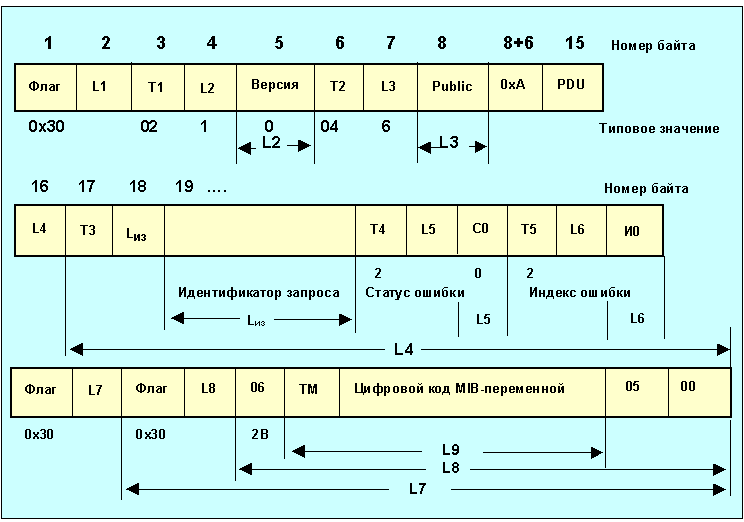 1 2 3 4 5 6 7 8 8+6 15 Номер байта
Флаг L1 T1 L2 Версия T2 L3 Public 0xA PDU
0x30 02 1 0 04 6 Типовое значение
L2 L3
16 17 18 19 .... Номер байта
L4 T3 Lиз T4 L5 C0 T5 L6 И0
2 0 2
Идентификатор запроса Статус ошибки Индекс ошибки
Lиз L5 L6
L4
Флаг L7 Флаг L8 06 TM Цифровой код MIB-переменной 05 00
0x30 0x30 2B
L9
L8
L7